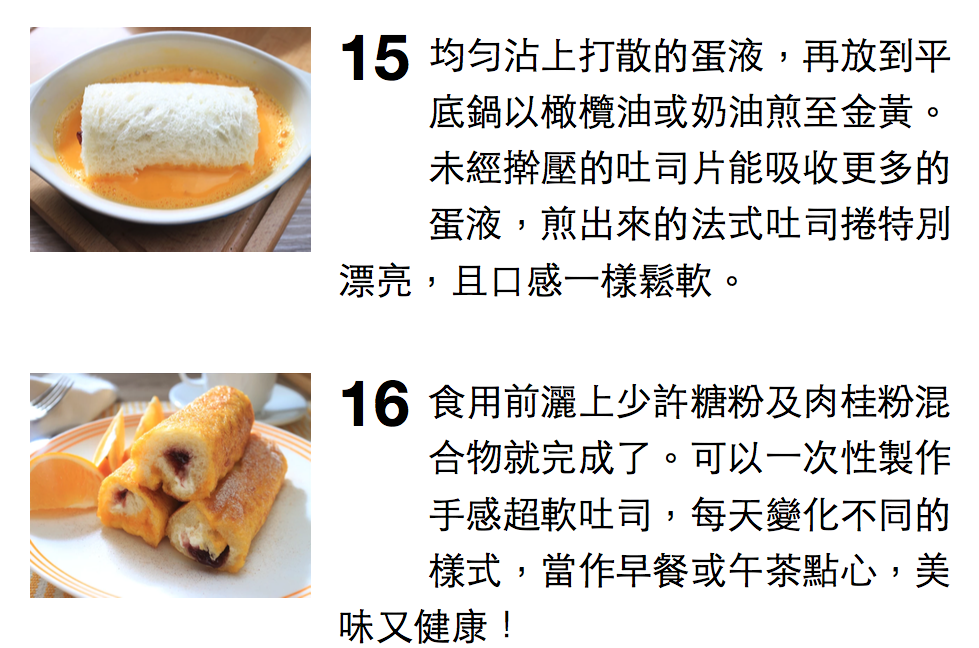 15 均勻沾上打散的蛋液，再放到平
底鍋以橄欖油或奶油煎至金黃。
未經擀壓的吐司片能吸收更多的
蛋液，煎出來的法式吐司捲特別
漂亮，且口感一樣鬆軟。
16 食用前灑上少許糖粉及肉桂粉混
合物就完成了。可以一次性製作
手感超軟吐司，每天變化不同的
樣式，當作早餐或午茶點心，美
味又健康！